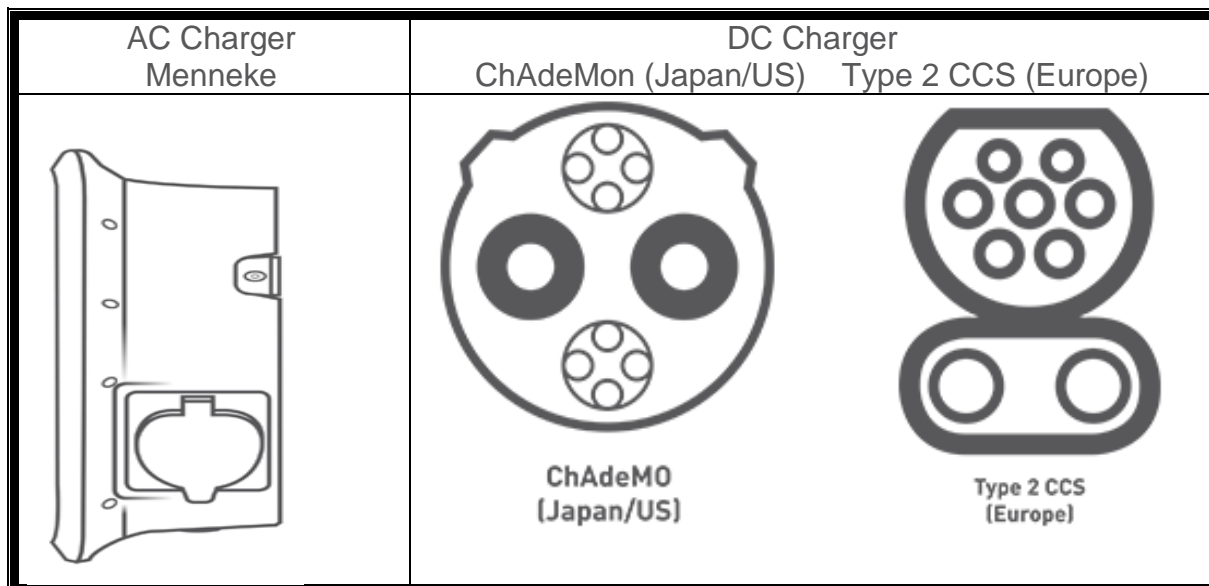 AC Charger
Menneke
DC Charger
ChAdeMon (Japan/US) Type 2 CCS (Europe)
ChAdeMO
(Japan/US)
Type 2 CCS
(Europe)